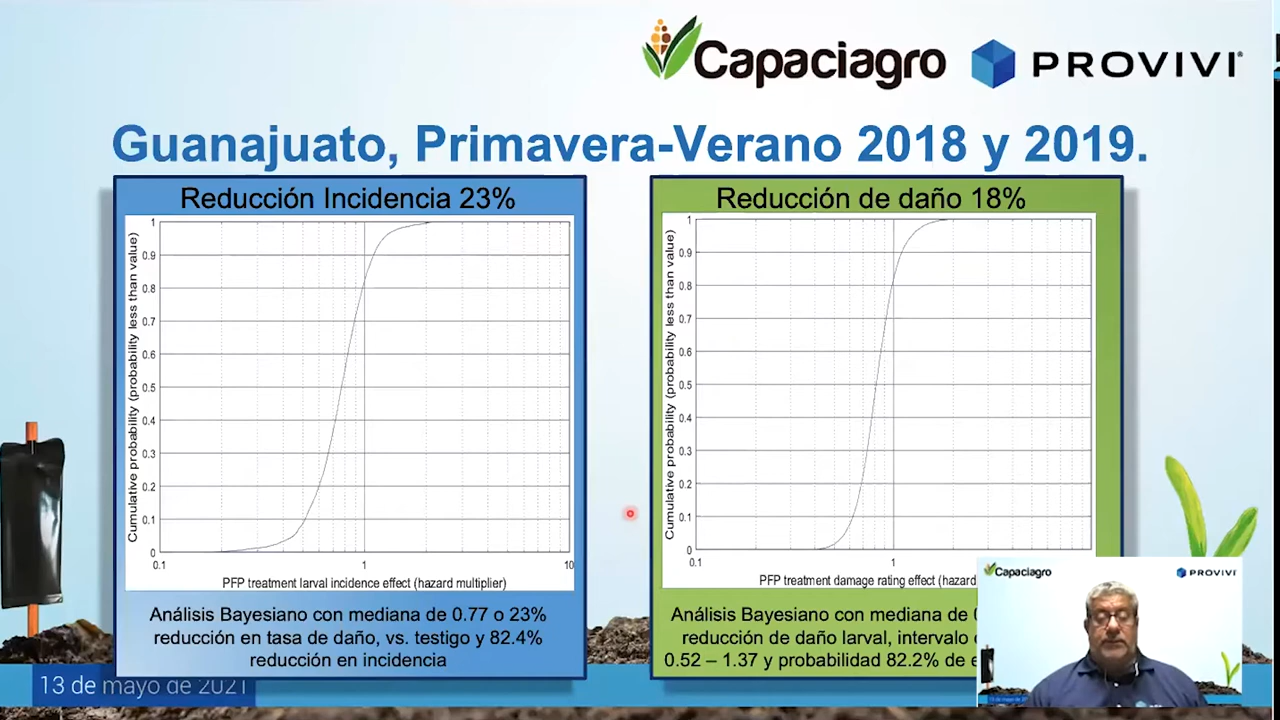 Capaciagro PROVIVI
Guanajuato, Primavera-Verano 2018 y 2019.
Reducción Incidencia 23%
Cumulative probability (probability less than value)
1
0.9
0.8
0.7
0.6
0.5
0.4
0.3
0.2
0.1
0
0.1 1 10
PFP treatment larval incidence effect (hazard multiplier)
Análisis Bayesiano con mediana de 0.77 o 23%
reducción en tasa de daño, vs. testigo y 82.4%
reducción en incidencia
Reducción de daño 18%
Cumulative probability (probability less than value)
1
0.9
0.8
0.7
0.6
0.5
0.4
0.3
0.2
0.1
0
0.1 1
PFP treatment damage rating effect (hazard
Análisis Bayesiano con mediana de
reducción de daño larval, intervalo
0.52 – 1.37 y probabilidad 82.2% de
Capaciagro PROVIVI
13 de mayo de 2021